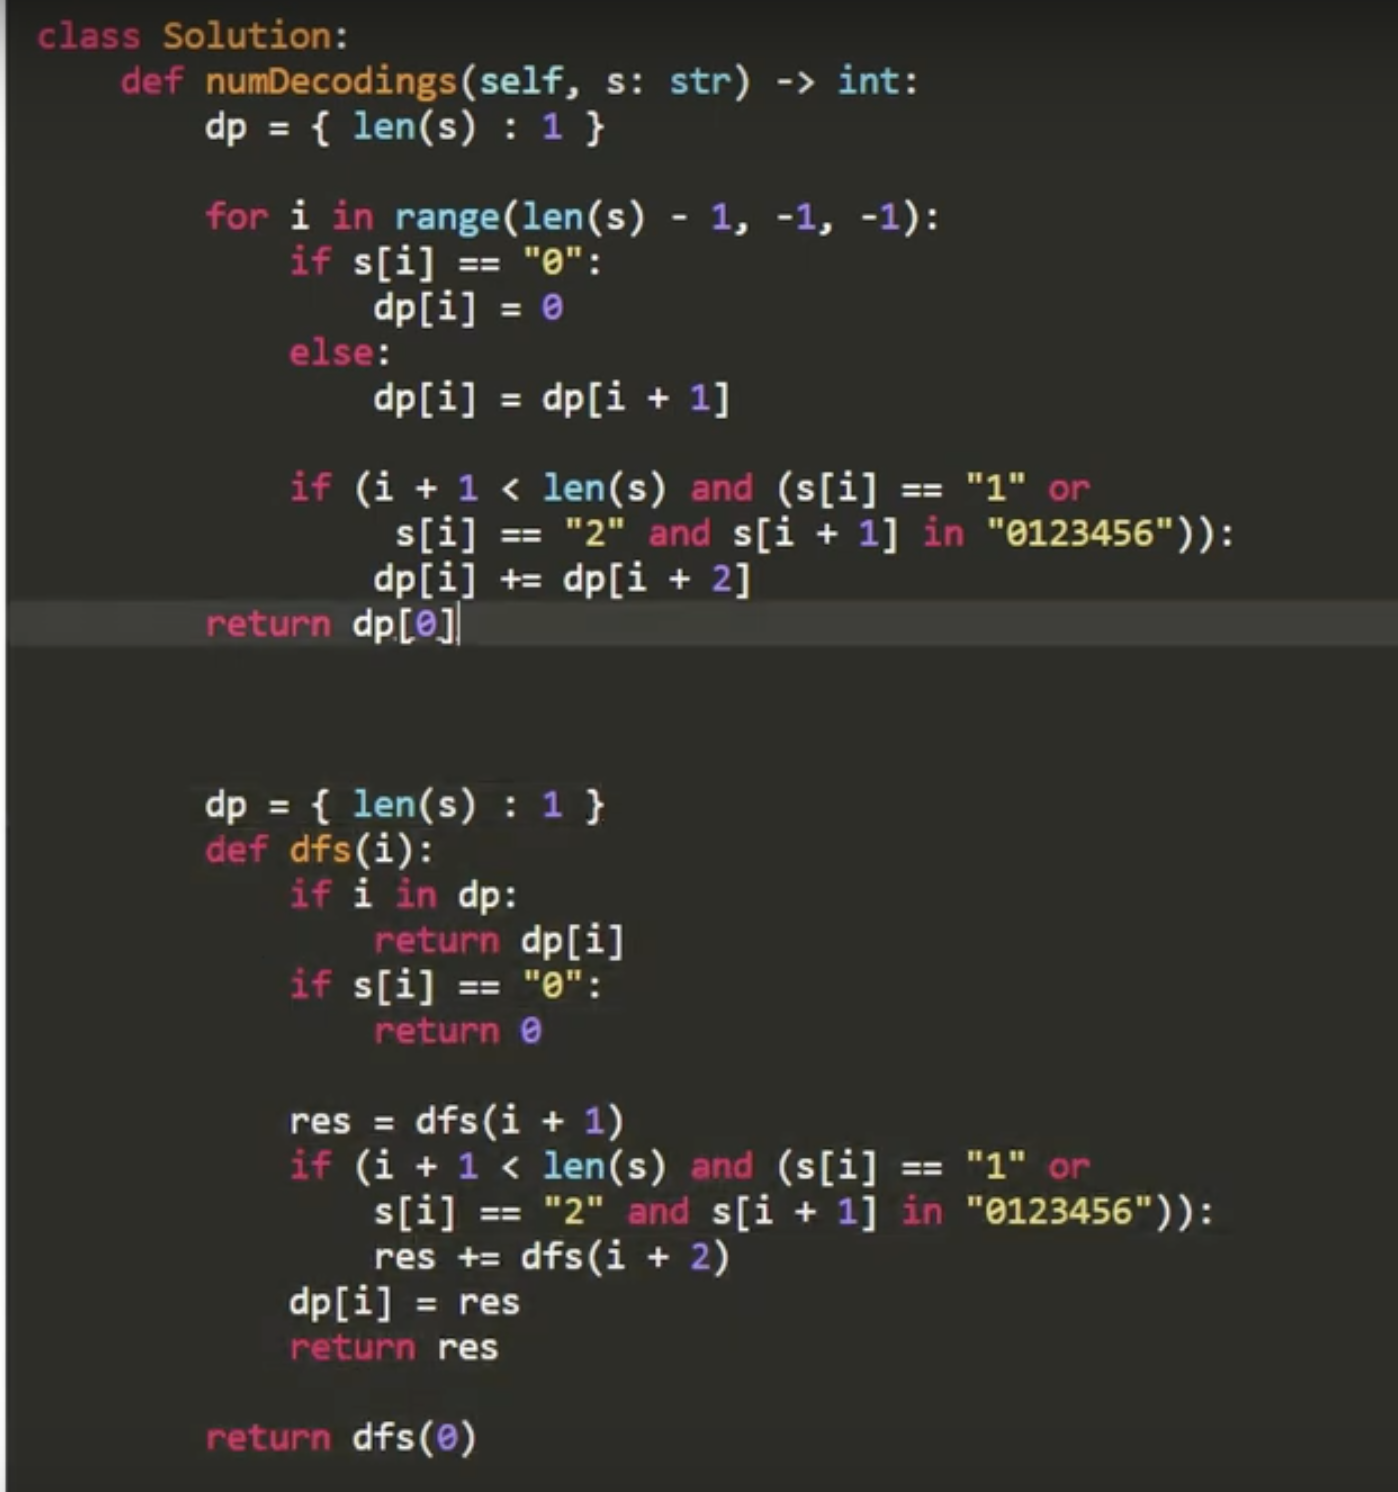 class Solution:
    def numDecodings(self, s: str) -> int:
        dp = { len(s) : 1 }

        for i in range(len(s) - 1, -1, -1):
            if s[i] == "0":
                dp[i] = 0
            else:
                dp[i] = dp[i + 1]

            if (i + 1 < len(s) and (s[i] == "1" or
                 s[i] == "2" and s[i + 1] in "0123456")):
                dp[i] += dp[i + 2]
        return dp[0]

        dp = { len(s) : 1 }
        def dfs(i):
            if i in dp:
                return dp[i]
            if s[i] == "0":
                return 0

            res = dfs(i + 1)
            if (i + 1 < len(s) and (s[i] == "1" or
                s[i] == "2" and s[i + 1] in "0123456")):
                res += dfs(i + 2)
            dp[i] = res
            return res

        return dfs(0)